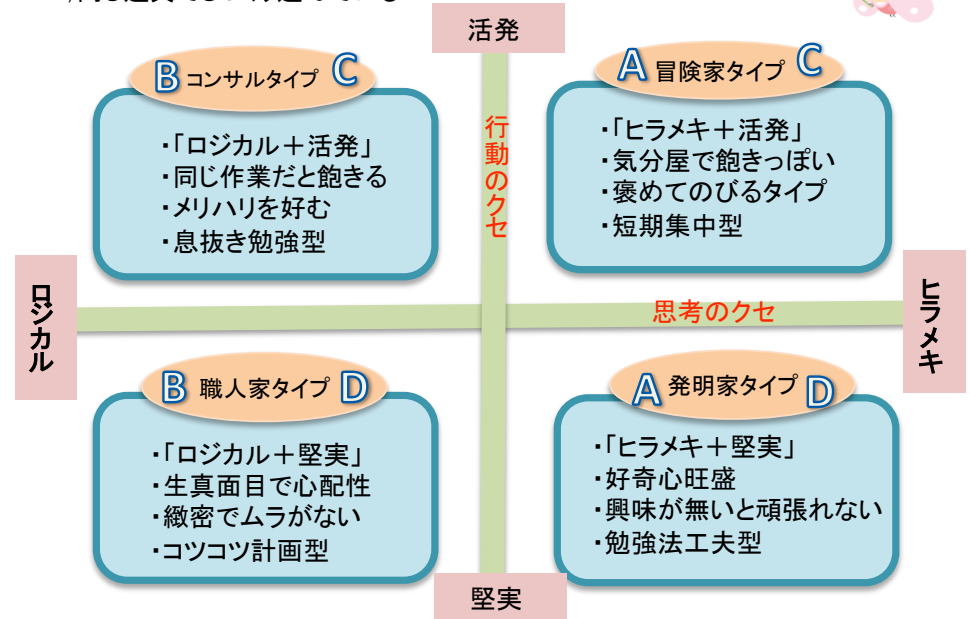 活発
B コンサルタイプ C
・「ロジカル＋活発」
・同じ作業だと飽きる
・メリハリを好む
・息抜き勉強型
行動のクセ
A 冒険家タイプ C
・「ヒラメキ＋活発」
・気分屋で飽きっぽい
・褒めてのびるタイプ
・短期集中型
ロジカル
思考のクセ
ヒラメキ
B 職人家タイプ D
・「ロジカル＋堅実」
・生真面目で心配性
・緻密でムラがない
・コツコツ計画型
A 発明家タイプ D
・「ヒラメキ＋堅実」
・好奇心旺盛
・興味が無いと頑張れない
・勉強法工夫型
堅実